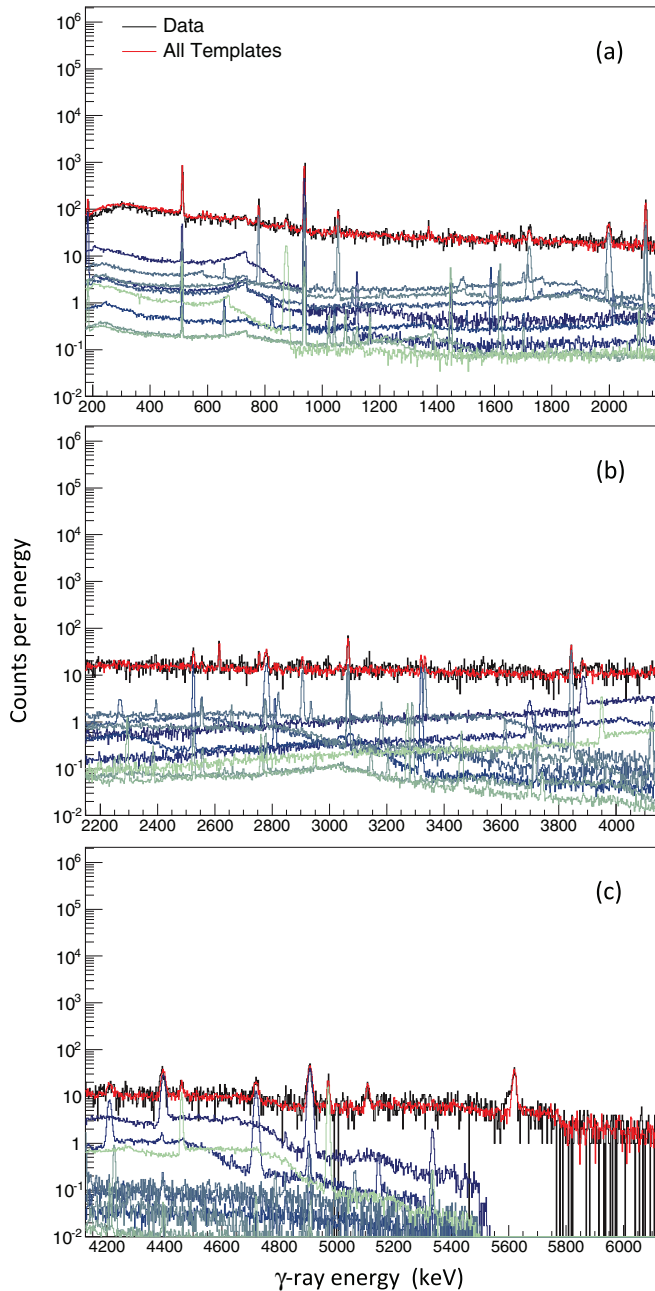 10^6
Data
All Templates
(a)
10^5
10^4
10^3
10^2
10
1
10^-1
10^-2
200 400 600 800 1000 1200 1400 1600 1800 2000
10^6
(b)
10^5
10^4
10^3
10^2
10
1
10^-1
10^-2
2200 2400 2600 2800 3000 3200 3400 3600 3800 4000
Counts per energy
10^6
(c)
10^5
10^4
10^3
10^2
10
1
10^-1
10^-2
4200 4400 4600 4800 5000 5200 5400 5600 5800 6000
γ-ray energy (keV)